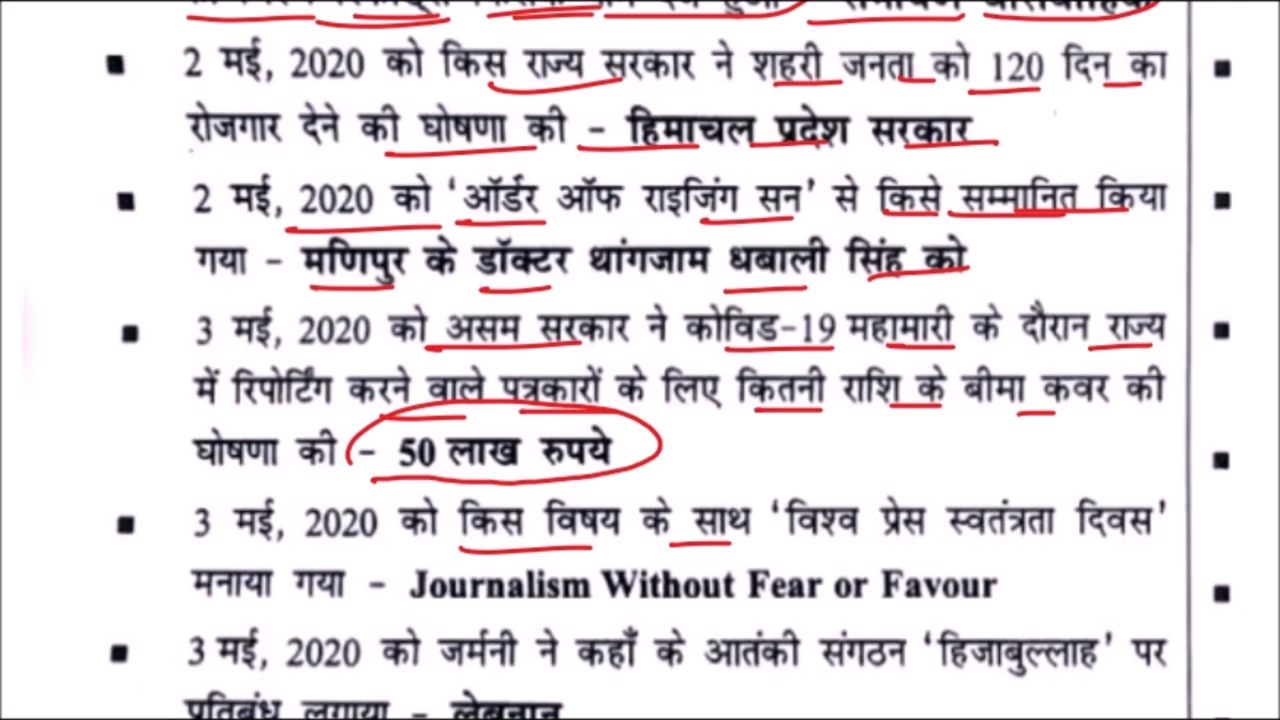 2 मई, 2020 को किस राज्य सरकार ने शहरी जनता को 120 दिन का
रोजगार देने की घोषणा की - हिमाचल प्रदेश सरकार
2 मई, 2020 को 'ऑर्डर ऑफ राइजिंग सन' से किसे सम्मानित किया
गया - मणिपुर के डॉक्टर थांगजाम धबाली सिंह को
3 मई, 2020 को असम सरकार ने कोविड-19 महामारी के दौरान राज्य
में रिपोर्टिंग करने वाले पत्रकारों के लिए कितनी राशि के बीमा कवर की
घोषणा की - 50 लाख रुपये
3 मई, 2020 को किस विषय के साथ 'विश्व प्रेस स्वतंत्रता दिवस'
मनाया गया - Journalism Without Fear or Favour
3 मई, 2020 को जर्मनी ने कहाँ के आतंकी संगठन 'हिजाबुल्लाह' पर
प्रतिबंध लगाया - लेबनान